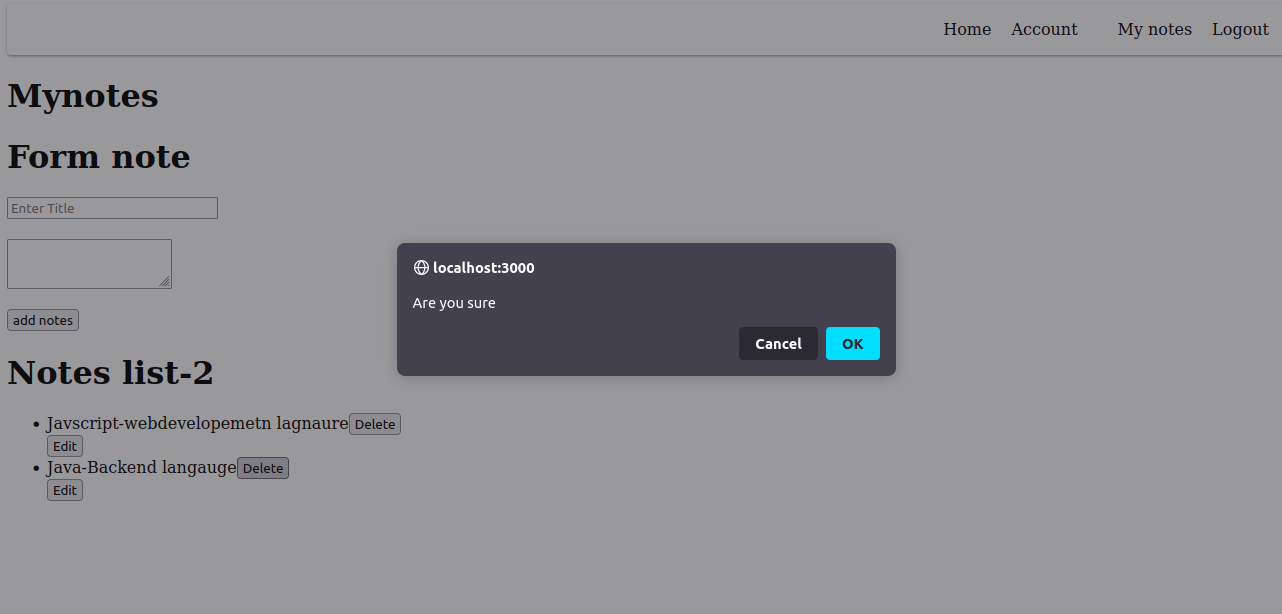 Home Account My notes Logout
Mynotes
Form note
Enter Title
localhost:3000
Are you sure
add notes
Cancel OK
Notes list-2
Javscript-webdevelopemetn lagnaure Delete
Edit
Java-Backend langauge Delete
Edit